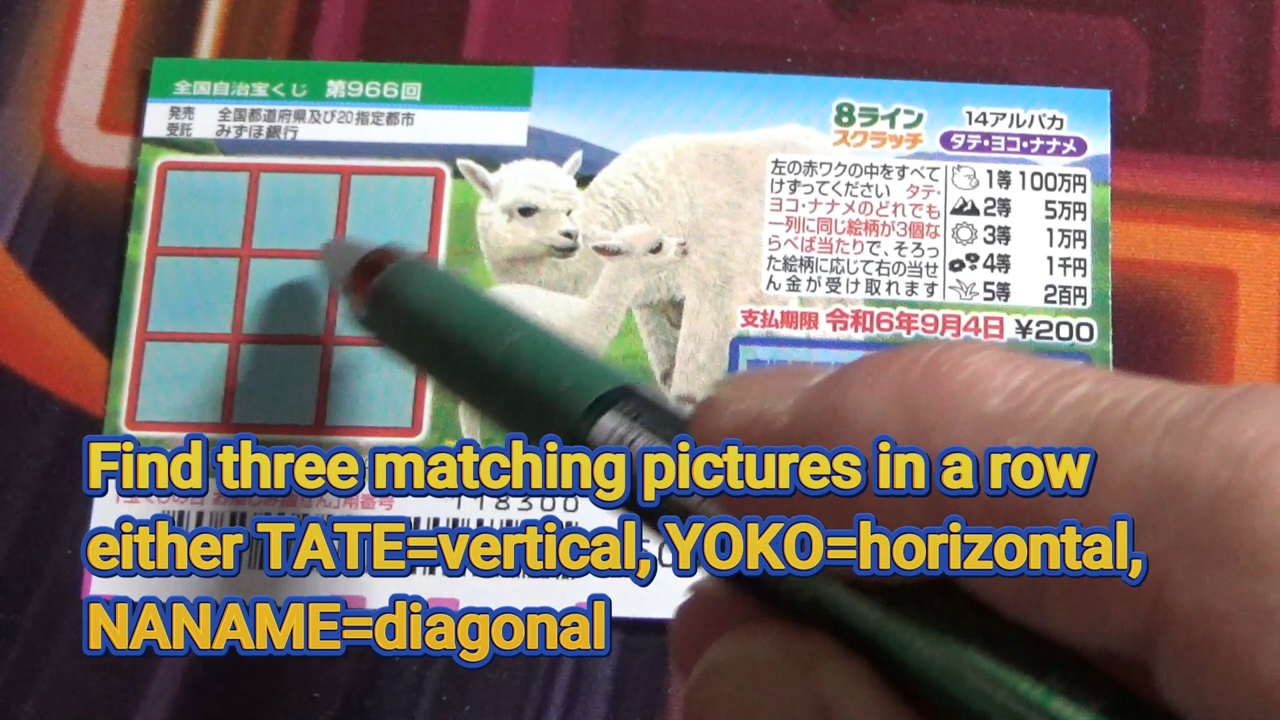 全国自治宝くじ 第966回
発売 全国都道府県及び20指定都市
受託 みずほ銀行
8ライン
スクラッチ
14アルパカ
タテ・ヨコ・ナナメ
左の赤ワクの中をすべて
けずってください タテ・
ヨコ・ナナメのどれでも
一列に同じ絵柄が3個な
らべば当たりで、そろっ
た絵柄に応じて右の当せ
ん金が受け取れます
1等 100万円
2等 5万円
3等 1万円
4等 1千円
5等 2百円
支払期限 令和6年9月4日 ¥200
Find three matching pictures in a row
118300
either TATE=vertical, YOKO=horizontal,
NANAME=diagonal